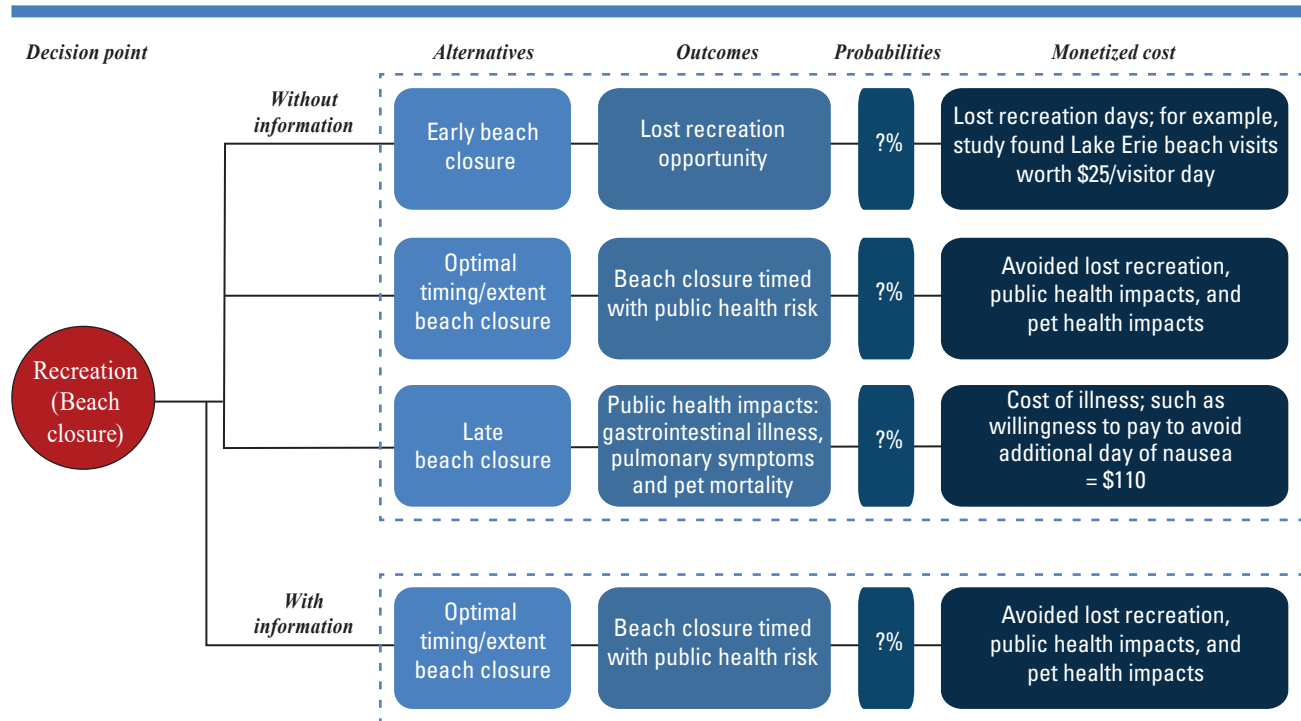 Decision point
Alternatives
Outcomes
Probabilities
Monetized cost
Without
information
Early beach
closure
Lost recreation
opportunity
?%
Lost recreation days; for example,
study found Lake Erie beach visits
worth $25/visitor day
Optimal
timing/extent
beach closure
Beach closure timed
with public health risk
?%
Avoided lost recreation,
public health impacts, and
pet health impacts
Recreation
(Beach
closure)
Late
beach closure
Public health impacts:
gastrointestinal illness,
pulmonary symptoms
and pet mortality
?%
Cost of illness; such as
willingness to pay to avoid
additional day of nausea
= $110
With
information
Optimal
timing/extent
beach closure
Beach closure timed
with public health risk
?%
Avoided lost recreation,
public health impacts, and
pet health impacts